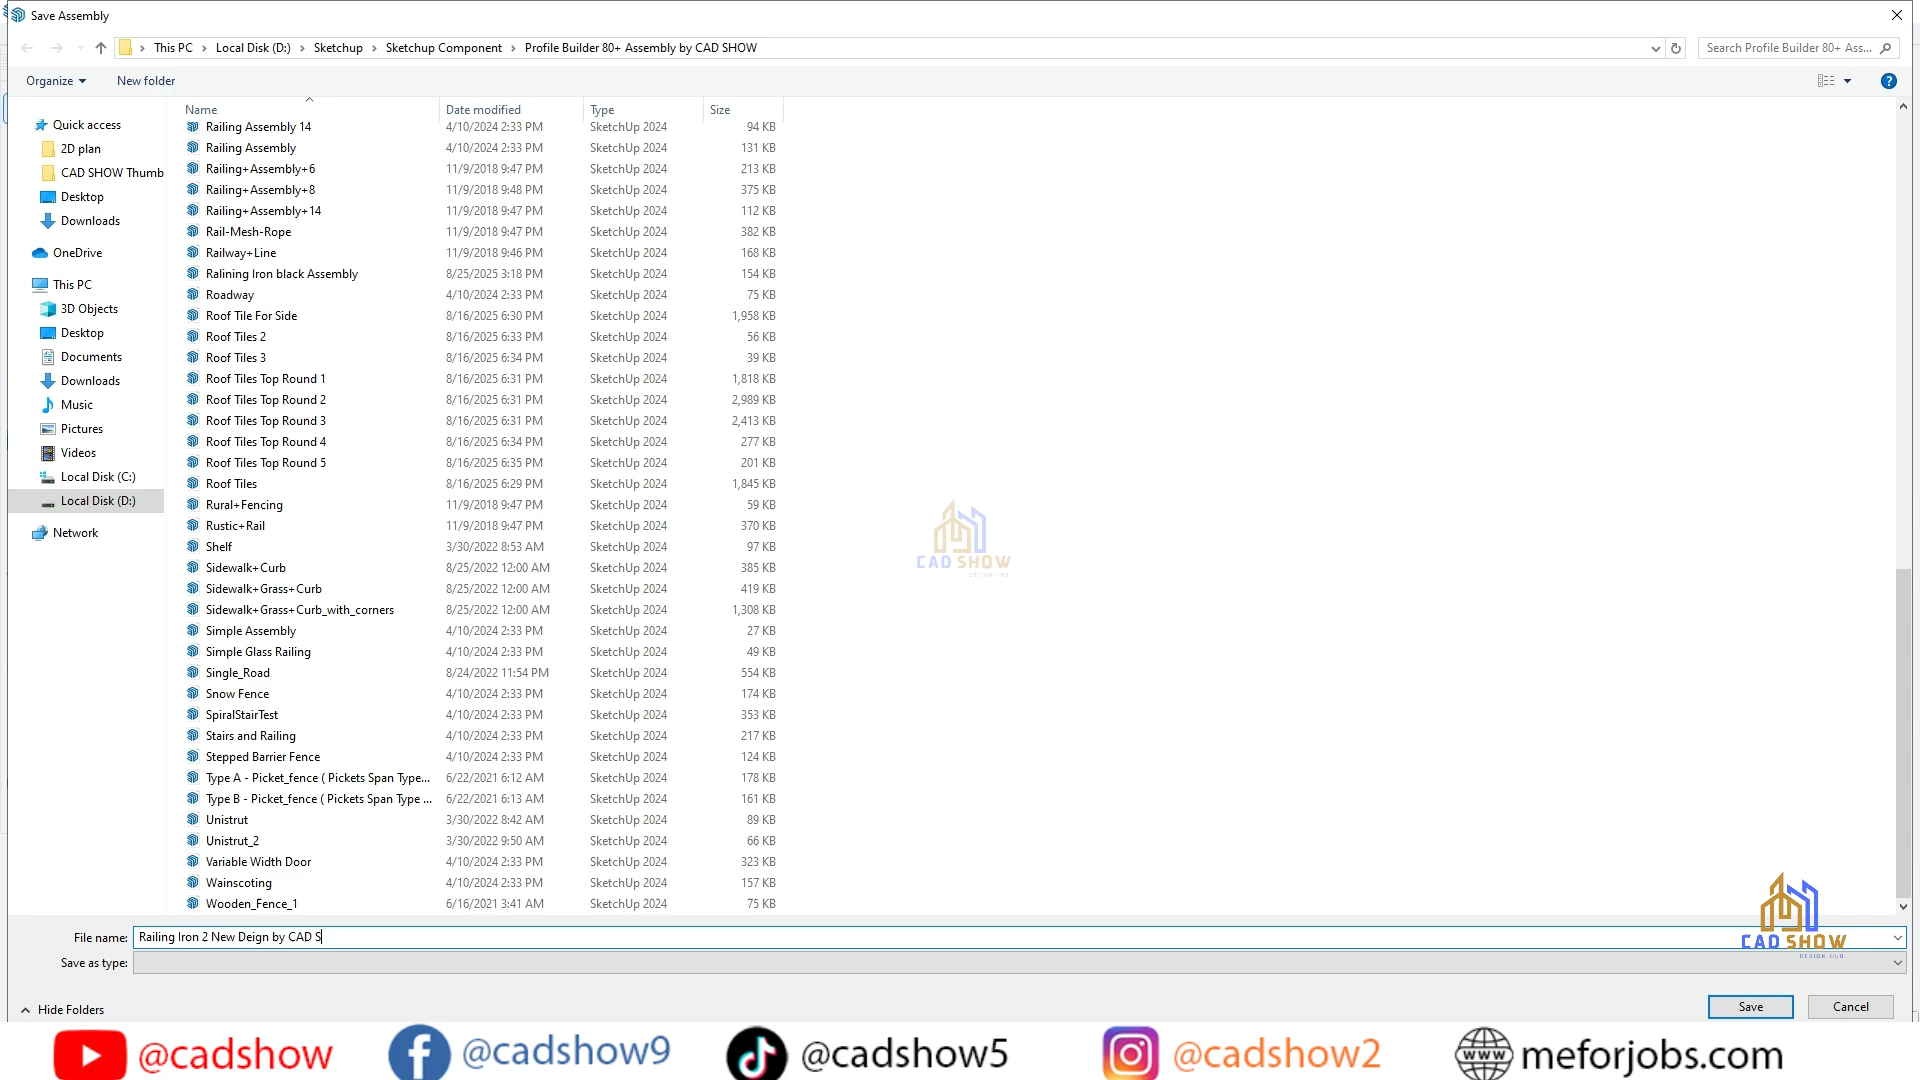 Save Assembly
This PC > Local Disk (D:) > Sketchup > Sketchup Component > Profile Builder 80+ Assembly by CAD SHOW
Search Profile Builder 80+ Ass...
Organize New folder
Name Date modified Type Size
Quick access
2D plan
CAD SHOW Thumb
Desktop
Downloads
OneDrive
This PC
3D Objects
Desktop
Documents
Downloads
Music
Pictures
Videos
Local Disk (C:)
Local Disk (D:)
Network
Railing Assembly 14 4/10/2024 2:33 PM SketchUp 2024 94 KB
Railing Assembly 4/10/2024 2:33 PM SketchUp 2024 131 KB
Railing+Assembly+6 11/9/2018 9:47 PM SketchUp 2024 213 KB
Railing+Assembly+8 11/9/2018 9:48 PM SketchUp 2024 375 KB
Railing+Assembly+14 11/9/2018 9:47 PM SketchUp 2024 112 KB
Rail-Mesh-Rope 11/9/2018 9:47 PM SketchUp 2024 382 KB
Railway+Line 11/9/2018 9:46 PM SketchUp 2024 168 KB
Ralining Iron black Assembly 8/25/2025 3:18 PM SketchUp 2024 154 KB
Roadway 4/10/2024 2:33 PM SketchUp 2024 75 KB
Roof Tile For Side 8/16/2025 6:30 PM SketchUp 2024 1,958 KB
Roof Tiles 2 8/16/2025 6:33 PM SketchUp 2024 56 KB
Roof Tiles 3 8/16/2025 6:34 PM SketchUp 2024 39 KB
Roof Tiles Top Round 1 8/16/2025 6:31 PM SketchUp 2024 1,818 KB
Roof Tiles Top Round 2 8/16/2025 6:31 PM SketchUp 2024 2,989 KB
Roof Tiles Top Round 3 8/16/2025 6:31 PM SketchUp 2024 2,413 KB
Roof Tiles Top Round 4 8/16/2025 6:34 PM SketchUp 2024 277 KB
Roof Tiles Top Round 5 8/16/2025 6:35 PM SketchUp 2024 201 KB
Roof Tiles 8/16/2025 6:29 PM SketchUp 2024 1,845 KB
Rural+Fencing 11/9/2018 9:47 PM SketchUp 2024 59 KB
Rustic+Rail 11/9/2018 9:47 PM SketchUp 2024 370 KB
Shelf 3/30/2022 8:53 AM SketchUp 2024 97 KB
Sidewalk+Curb 8/25/2022 12:00 AM SketchUp 2024 385 KB
Sidewalk+Grass+Curb 8/25/2022 12:00 AM SketchUp 2024 419 KB
Sidewalk+Grass+Curb_with_corners 8/25/2022 12:00 AM SketchUp 2024 1,308 KB
Simple Assembly 4/10/2024 2:33 PM SketchUp 2024 27 KB
Simple Glass Railing 4/10/2024 2:33 PM SketchUp 2024 49 KB
Single_Road 8/24/2022 11:54 PM SketchUp 2024 554 KB
Snow Fence 4/10/2024 2:33 PM SketchUp 2024 174 KB
SpiralStairTest 4/10/2024 2:33 PM SketchUp 2024 353 KB
Stairs and Railing 4/10/2024 2:33 PM SketchUp 2024 217 KB
Stepped Barrier Fence 4/10/2024 2:33 PM SketchUp 2024 124 KB
Type A - Picket_fence ( Pickets Span Type... 6/22/2021 6:12 AM SketchUp 2024 178 KB
Type B - Picket_fence ( Pickets Span Type ... 6/22/2021 6:13 AM SketchUp 2024 161 KB
Unistrut 3/30/2022 8:42 AM SketchUp 2024 89 KB
Unistrut_2 3/30/2022 9:50 AM SketchUp 2024 66 KB
Variable Width Door 4/10/2024 2:33 PM SketchUp 2024 323 KB
Wainscoting 4/10/2024 2:33 PM SketchUp 2024 157 KB
Wooden_Fence_1 6/16/2021 3:41 AM SketchUp 2024 75 KB
CAD SHOW
DESIGN HUB
File name: Railing Iron 2 New Deign by CAD S
Save as type:
CAD SHOW
DESIGN HUB
Hide Folders
Save Cancel
@cadshow @cadshow9 @cadshow5 @cadshow2 www meforjobs.com